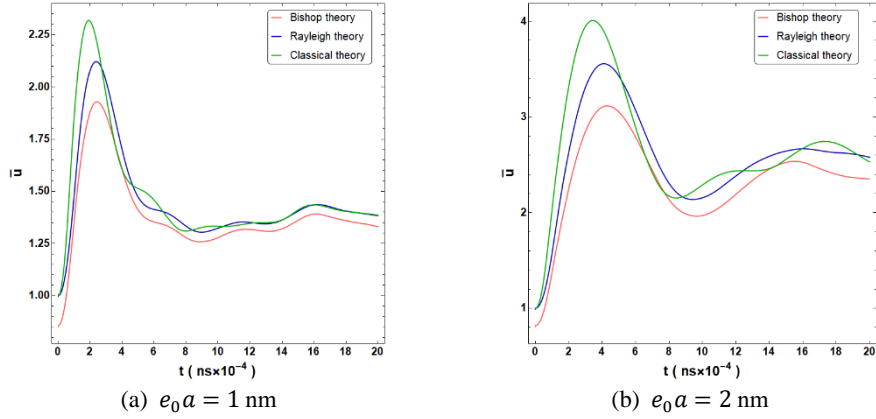 Bishop theory
Rayleigh theory
Classical theory
2.25
2.00
1.75
1.50
1.25
1.00
u̅
0 2 4 6 8 10 12 14 16 18 20
t ( ns×10⁻⁴)
(a) e₀a = 1 nm
Bishop theory
Rayleigh theory
Classical theory
4
3
2
1
u̅
0 2 4 6 8 10 12 14 16 18 20
t ( ns×10⁻⁴)
(b) e₀a = 2 nm